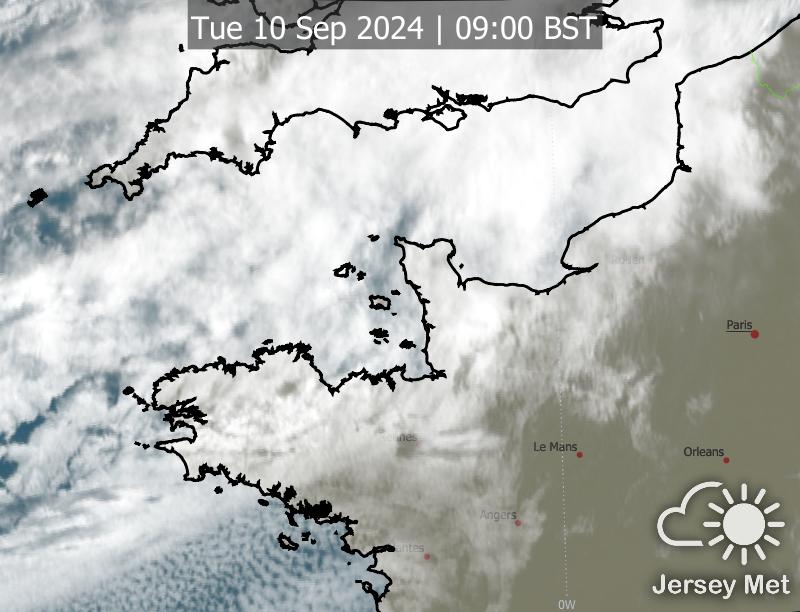 Tue 10 Sep 2024 | 09:00 BST
Rouen
Paris
Rennes
Le Mans
Orleans
Angers
Nantes
0W
Jersey Met